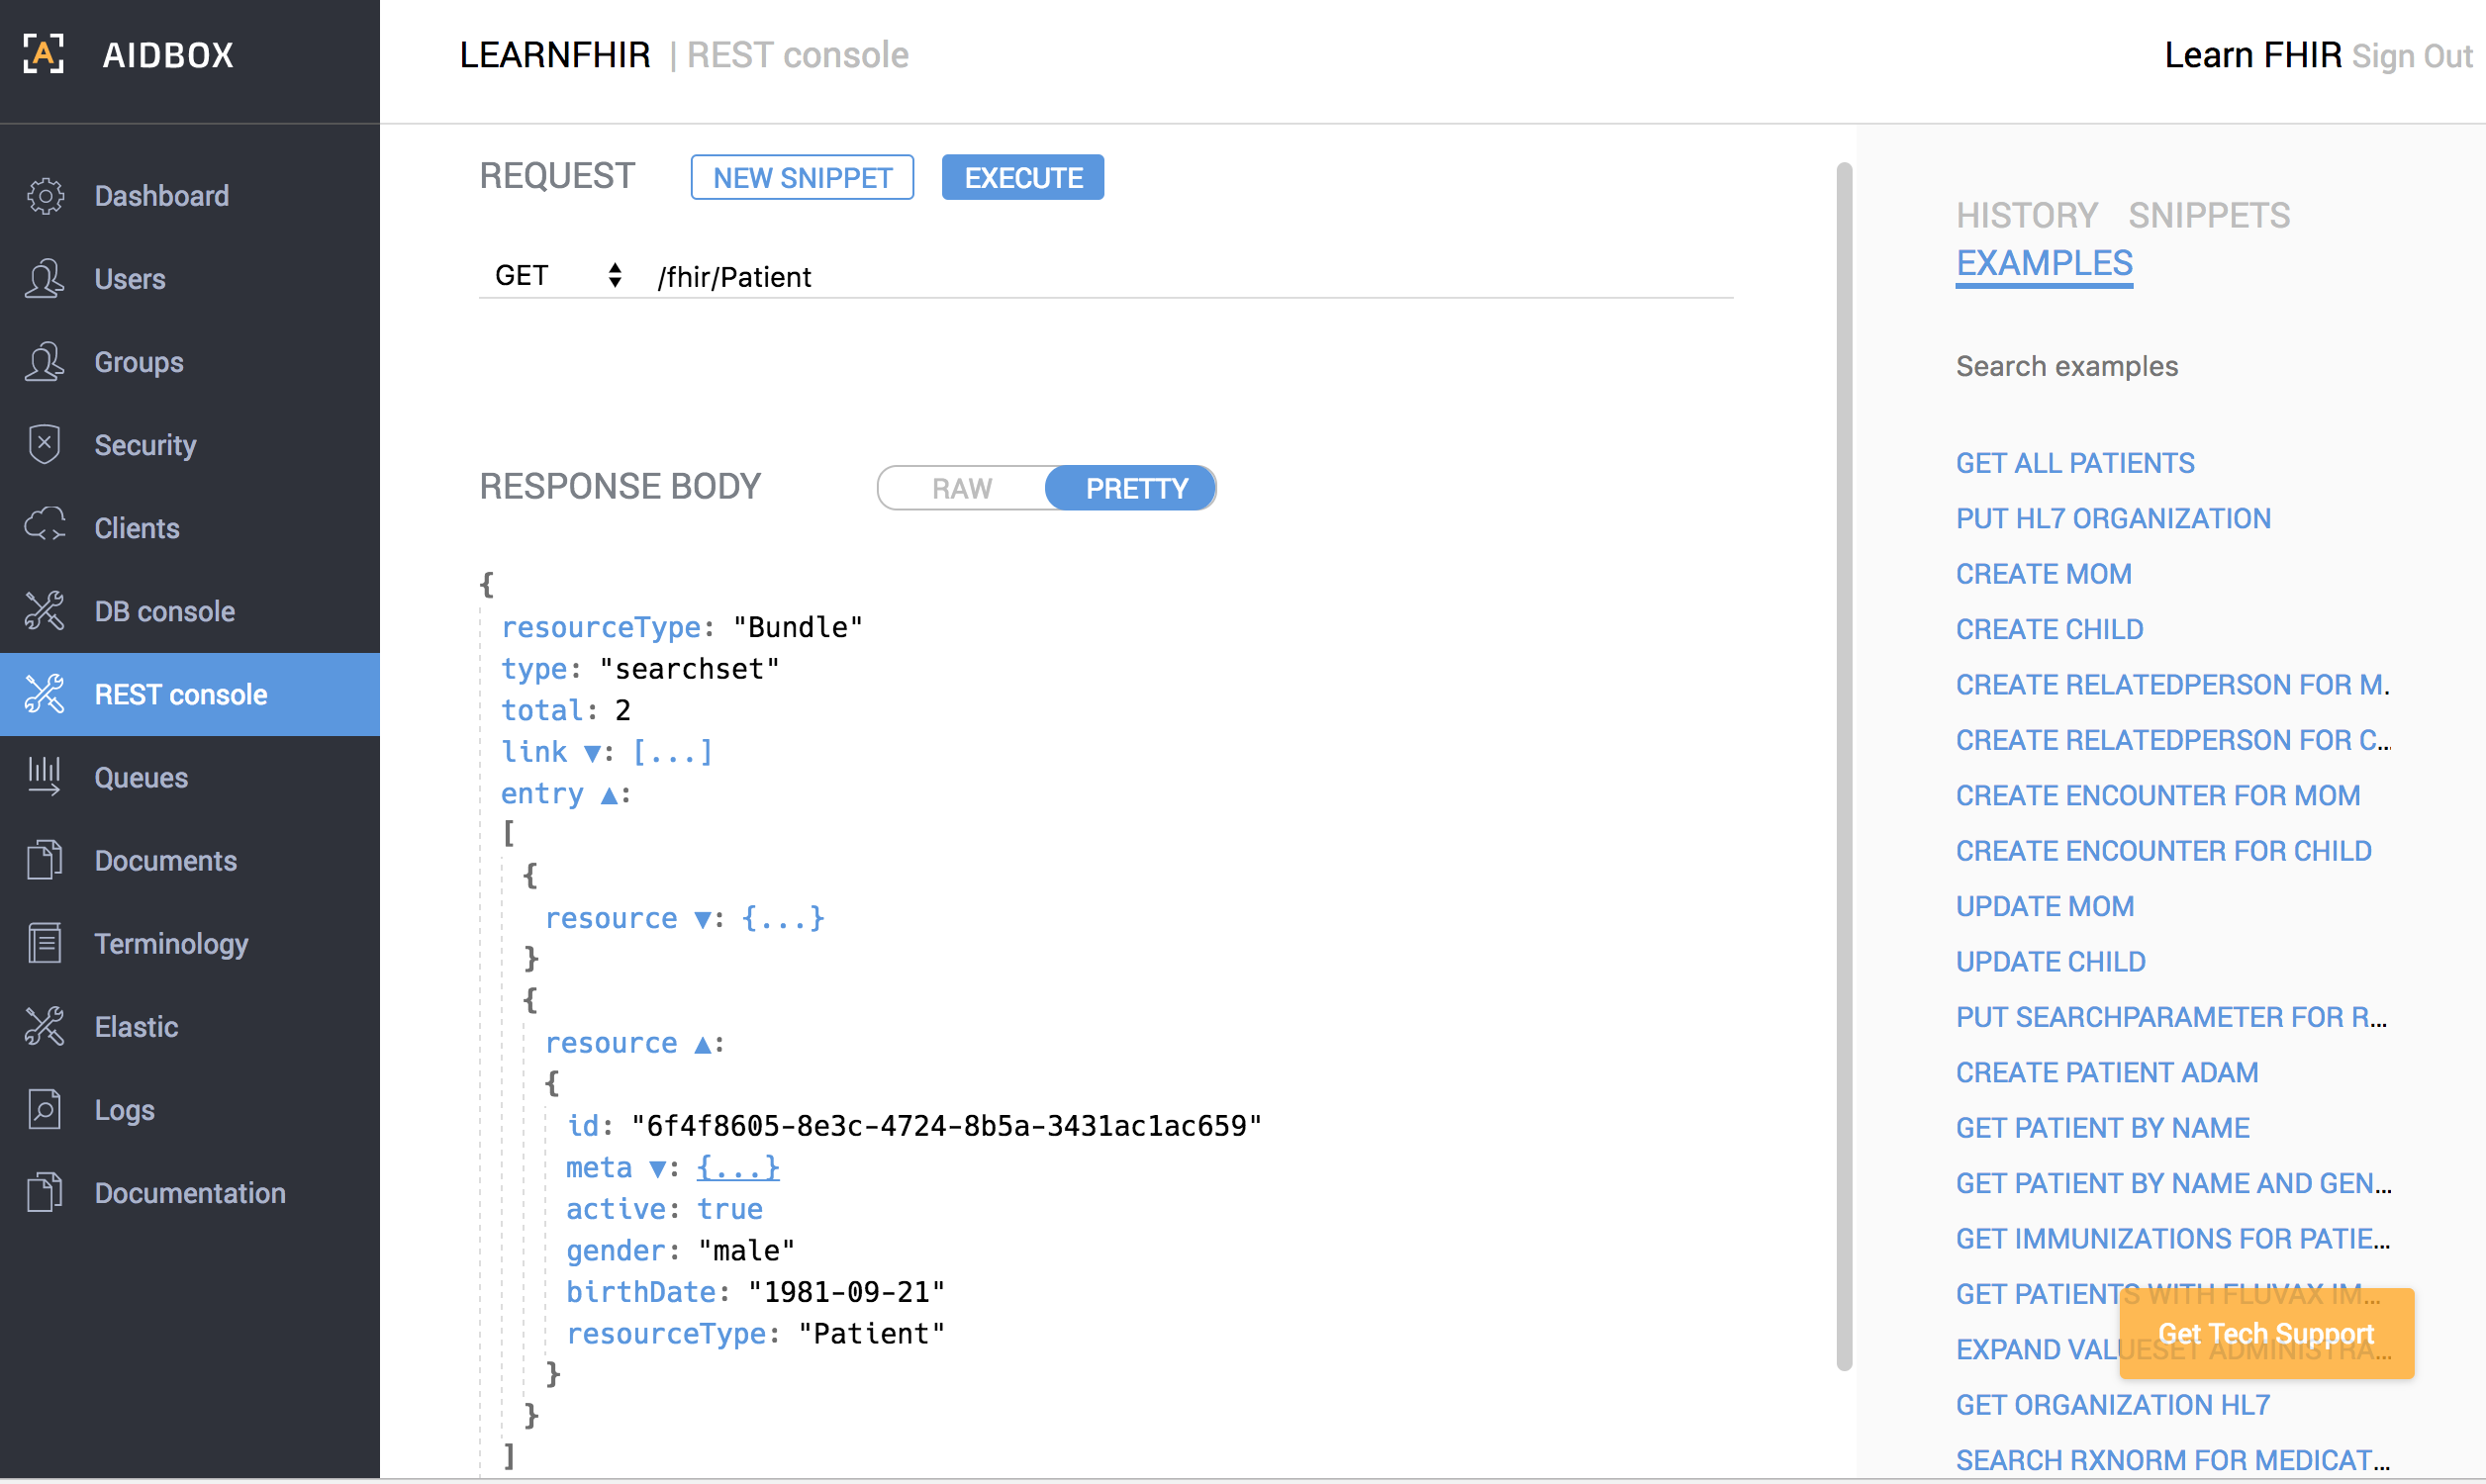 AIDBOX
LEARNFHIR | REST console
Learn FHIR Sign Out
Dashboard
Users
Groups
Security
Clients
DB console
REST console
Queues
Documents
Terminology
Elastic
Logs
Documentation
REQUEST NEW SNIPPET EXECUTE
GET /fhir/Patient
RESPONSE BODY RAW PRETTY
{
resourceType: "Bundle"
type: "searchset"
total: 2
link ▼: [...]
entry ▲:
[
{
resource ▼: {...}
}
{
resource ▲:
{
id: "6f4f8605-8e3c-4724-8b5a-3431ac1ac659"
meta ▼: {...}
active: true
gender: "male"
birthDate: "1981-09-21"
resourceType: "Patient"
}
}
]
HISTORY SNIPPETS
EXAMPLES
Search examples
GET ALL PATIENTS
PUT HL7 ORGANIZATION
CREATE MOM
CREATE CHILD
CREATE RELATEDPERSON FOR M.
CREATE RELATEDPERSON FOR C...
CREATE ENCOUNTER FOR MOM
CREATE ENCOUNTER FOR CHILD
UPDATE MOM
UPDATE CHILD
PUT SEARCHPARAMETER FOR R...
CREATE PATIENT ADAM
GET PATIENT BY NAME
GET PATIENT BY NAME AND GEN...
GET IMMUNIZATIONS FOR PATIE...
GET PATIENTS WITH FLUVAX IM...
EXPAND VALUESET ADMINISTRA...
Get Tech Support
GET ORGANIZATION HL7
SEARCH RXNORM FOR MEDICAT...